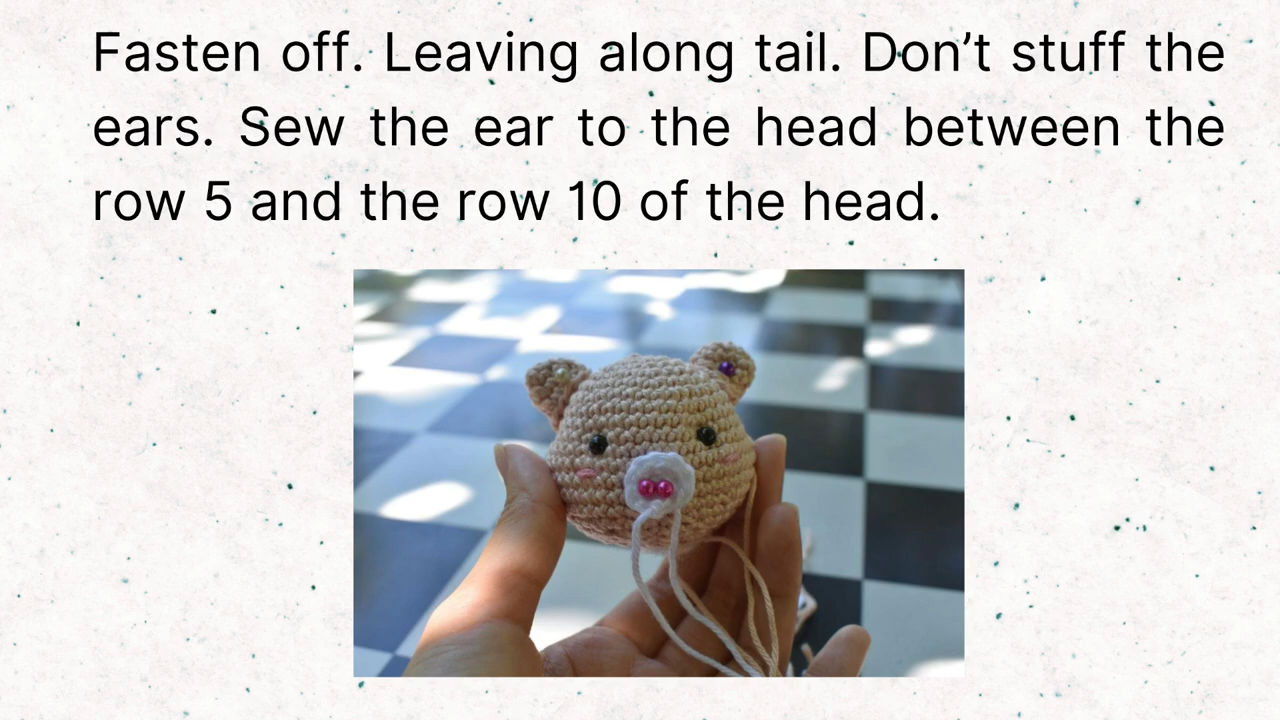 Fasten off. Leaving along tail. Don’t stuff the
ears. Sew the ear to the head between the
row 5 and the row 10 of the head.